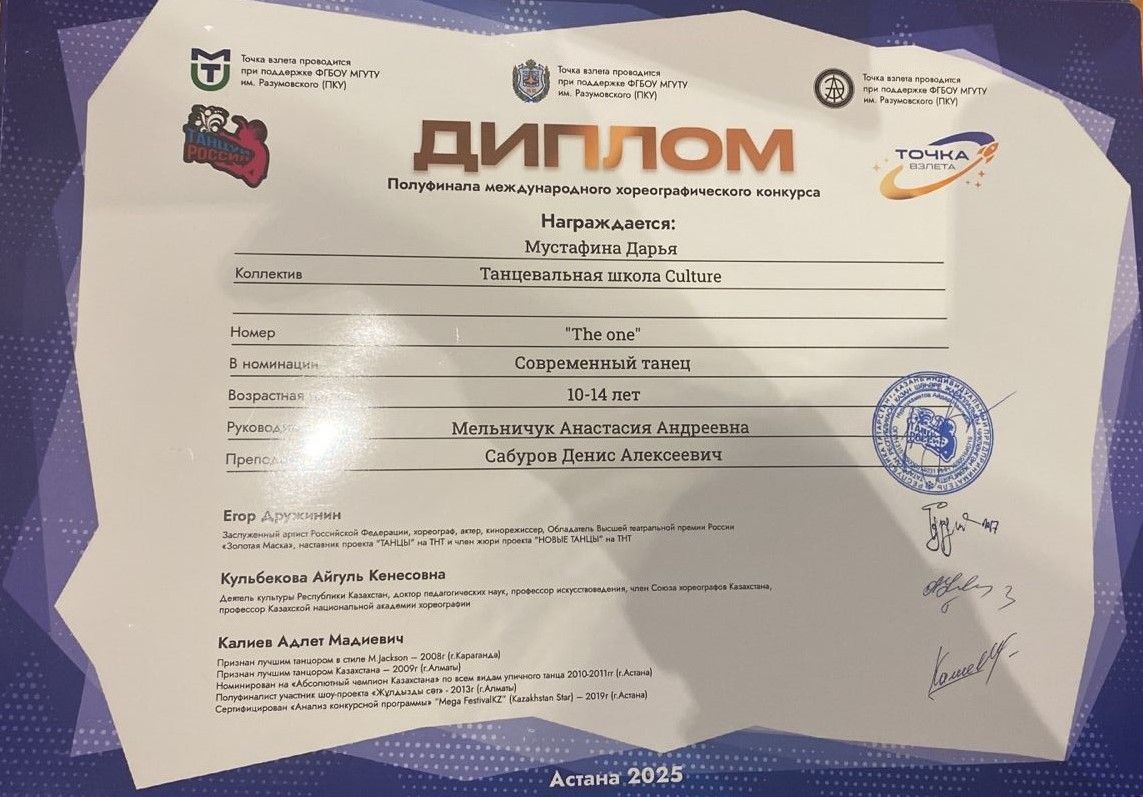 Точка взлета проводится
при поддержке ФГБОУ МГУТУ
им. Разумовского (ПКУ)
Точка взлета проводится
при поддержке ФГБОУ МГУТУ
им. Разумовского (ПКУ)
Точка взлета проводится
при поддержке ФГБОУ МГУТУ
им. Разумовского (ПКУ)
ТАНЦУЙ
РОССИЯ
ДИПЛОМ
ТОЧКА
ВЗЛЕТА
Полуфинала международного хореографического конкурса
Награждается:
Мустафина Дарья
Коллектив Танцевальная школа Culture
Номер "The one"
В номинации Современный танец
Возрастная 10-14 лет
Мельничук Анастасия Андреевна
Сабуров Денис Алексеевич
Егор Дружинин
Заслуженный артист Российской Федерации, хореограф, актер, кинорежиссер, Обладатель Высшей театральной премии России
«Золотая Маска», наставник проекта "ТАНЦЫ" на ТНТ и член жюри проекта "НОВЫЕ ТАНЦЫ" на ТНТ
Кульбекова Айгуль Кенесовна
Деятель культуры Республики Казахстан, доктор педагогических наук, профессор искусствоведения, член Союза хореографов Казахстана,
профессор Казахской национальной академии хореографии
Калиев Адлет Мадиевич
Признан лучшим танцором в стиле M.Jackson – 2008г (г.Караганда)
Признан лучшим танцором Казахстана – 2009г (г.Алматы)
Номинирован на «Абсолютный чемпион Казахстана» по всем видам уличного танца 2010-2011гг (г.Астана)
Полуфиналист участник шоу-проекта «Жұлдызды сәт» - 2013г (г.Алматы)
Сертифицирован «Анализ конкурсной программы» "Mega FestivalKZ" (Kazakhstan Star) – 2019г (г.Астана)
Астана 2025